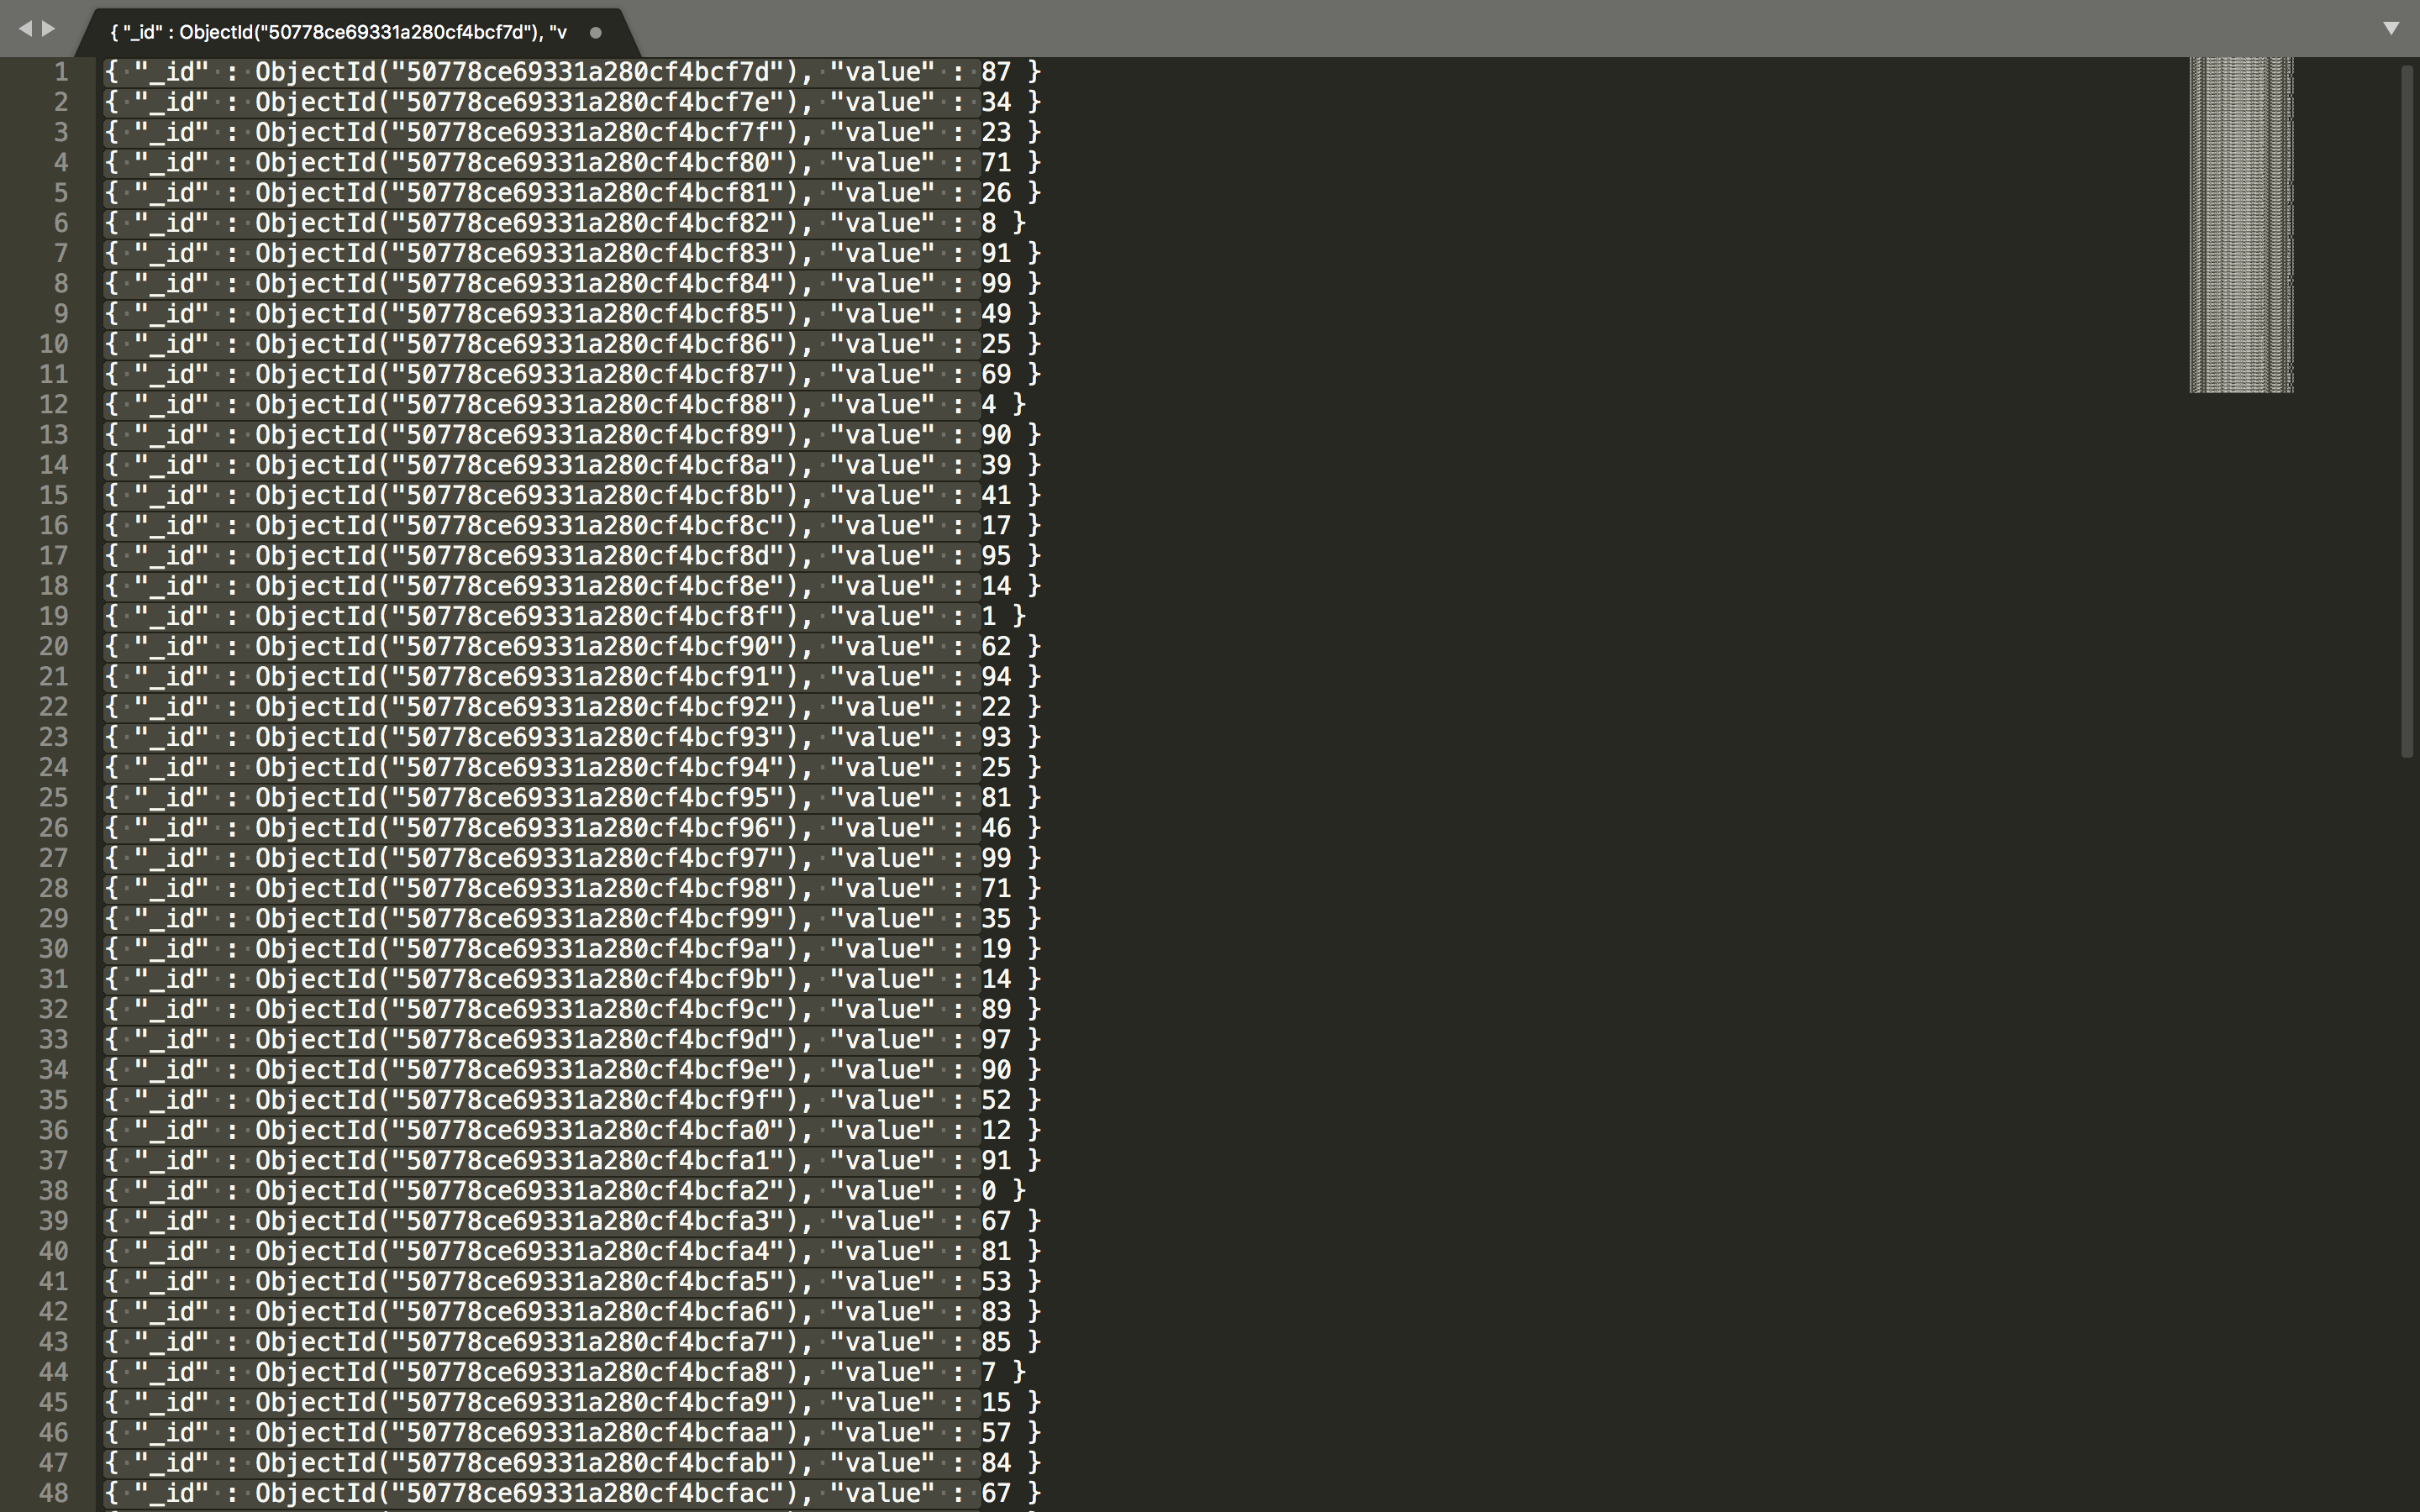 { "_id" : ObjectId("50778ce69331a280cf4bcf7d"), "v
1 { "_id" : ObjectId("50778ce69331a280cf4bcf7d"), "value" : 87 }
2 { "_id" : ObjectId("50778ce69331a280cf4bcf7e"), "value" : 34 }
3 { "_id" : ObjectId("50778ce69331a280cf4bcf7f"), "value" : 23 }
4 { "_id" : ObjectId("50778ce69331a280cf4bcf80"), "value" : 71 }
5 { "_id" : ObjectId("50778ce69331a280cf4bcf81"), "value" : 26 }
6 { "_id" : ObjectId("50778ce69331a280cf4bcf82"), "value" : 8 }
7 { "_id" : ObjectId("50778ce69331a280cf4bcf83"), "value" : 91 }
8 { "_id" : ObjectId("50778ce69331a280cf4bcf84"), "value" : 99 }
9 { "_id" : ObjectId("50778ce69331a280cf4bcf85"), "value" : 49 }
10 { "_id" : ObjectId("50778ce69331a280cf4bcf86"), "value" : 25 }
11 { "_id" : ObjectId("50778ce69331a280cf4bcf87"), "value" : 69 }
12 { "_id" : ObjectId("50778ce69331a280cf4bcf88"), "value" : 4 }
13 { "_id" : ObjectId("50778ce69331a280cf4bcf89"), "value" : 90 }
14 { "_id" : ObjectId("50778ce69331a280cf4bcf8a"), "value" : 39 }
15 { "_id" : ObjectId("50778ce69331a280cf4bcf8b"), "value" : 41 }
16 { "_id" : ObjectId("50778ce69331a280cf4bcf8c"), "value" : 17 }
17 { "_id" : ObjectId("50778ce69331a280cf4bcf8d"), "value" : 95 }
18 { "_id" : ObjectId("50778ce69331a280cf4bcf8e"), "value" : 14 }
19 { "_id" : ObjectId("50778ce69331a280cf4bcf8f"), "value" : 1 }
20 { "_id" : ObjectId("50778ce69331a280cf4bcf90"), "value" : 62 }
21 { "_id" : ObjectId("50778ce69331a280cf4bcf91"), "value" : 94 }
22 { "_id" : ObjectId("50778ce69331a280cf4bcf92"), "value" : 22 }
23 { "_id" : ObjectId("50778ce69331a280cf4bcf93"), "value" : 93 }
24 { "_id" : ObjectId("50778ce69331a280cf4bcf94"), "value" : 25 }
25 { "_id" : ObjectId("50778ce69331a280cf4bcf95"), "value" : 81 }
26 { "_id" : ObjectId("50778ce69331a280cf4bcf96"), "value" : 46 }
27 { "_id" : ObjectId("50778ce69331a280cf4bcf97"), "value" : 99 }
28 { "_id" : ObjectId("50778ce69331a280cf4bcf98"), "value" : 71 }
29 { "_id" : ObjectId("50778ce69331a280cf4bcf99"), "value" : 35 }
30 { "_id" : ObjectId("50778ce69331a280cf4bcf9a"), "value" : 19 }
31 { "_id" : ObjectId("50778ce69331a280cf4bcf9b"), "value" : 14 }
32 { "_id" : ObjectId("50778ce69331a280cf4bcf9c"), "value" : 89 }
33 { "_id" : ObjectId("50778ce69331a280cf4bcf9d"), "value" : 97 }
34 { "_id" : ObjectId("50778ce69331a280cf4bcf9e"), "value" : 90 }
35 { "_id" : ObjectId("50778ce69331a280cf4bcf9f"), "value" : 52 }
36 { "_id" : ObjectId("50778ce69331a280cf4bcfa0"), "value" : 12 }
37 { "_id" : ObjectId("50778ce69331a280cf4bcfa1"), "value" : 91 }
38 { "_id" : ObjectId("50778ce69331a280cf4bcfa2"), "value" : 0 }
39 { "_id" : ObjectId("50778ce69331a280cf4bcfa3"), "value" : 67 }
40 { "_id" : ObjectId("50778ce69331a280cf4bcfa4"), "value" : 81 }
41 { "_id" : ObjectId("50778ce69331a280cf4bcfa5"), "value" : 53 }
42 { "_id" : ObjectId("50778ce69331a280cf4bcfa6"), "value" : 83 }
43 { "_id" : ObjectId("50778ce69331a280cf4bcfa7"), "value" : 85 }
44 { "_id" : ObjectId("50778ce69331a280cf4bcfa8"), "value" : 7 }
45 { "_id" : ObjectId("50778ce69331a280cf4bcfa9"), "value" : 15 }
46 { "_id" : ObjectId("50778ce69331a280cf4bcfaa"), "value" : 57 }
47 { "_id" : ObjectId("50778ce69331a280cf4bcfab"), "value" : 84 }
48 { "_id" : ObjectId("50778ce69331a280cf4bcfac"), "value" : 67 }